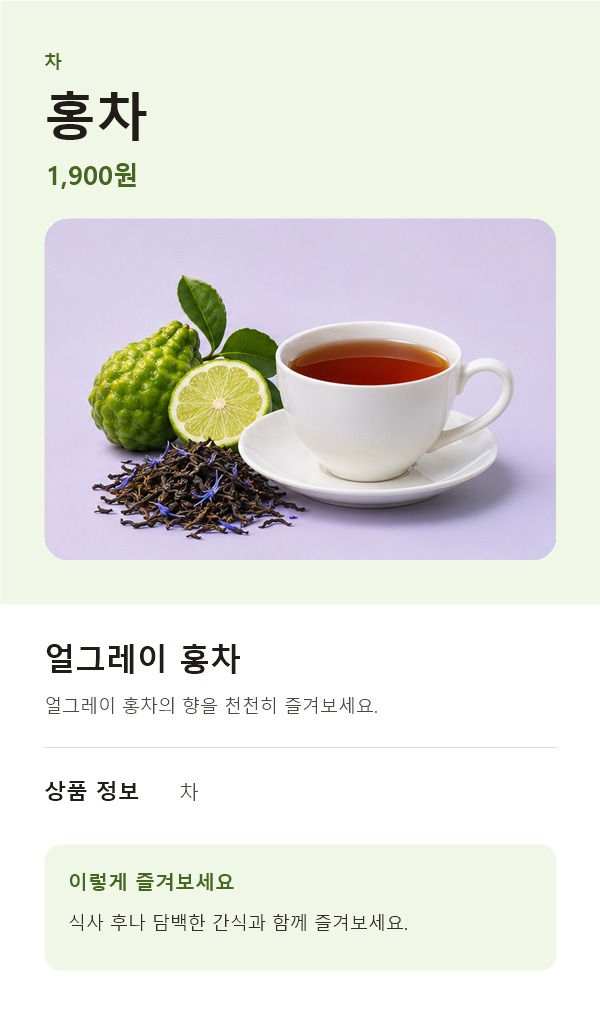 차
홍차
1,900원
얼그레이 홍차
얼그레이 홍차의 향을 천천히 즐겨보세요.
상품 정보 차
이렇게 즐겨보세요
식사 후나 담백한 간식과 함께 즐겨보세요.